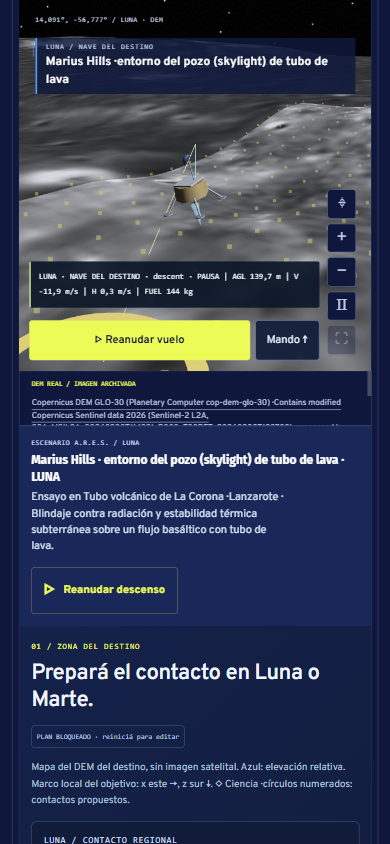 14,091°, -56,777° / LUNA · DEM
LUNA / NAVE DEL DESTINO
Marius Hills ·entorno del pozo (skylight) de tubo de
lava
LUNA · NAVE DEL DESTINO · descent · PAUSA | AGL 139,7 m | V
-11,9 m/s | H 0,3 m/s | FUEL 144 kg
Reanudar vuelo
Mando ↑
DEM REAL / IMAGEN ARCHIVADA
Copernicus DEM GLO-30 (Planetary Computer cop-dem-glo-30) ·Contains modified
Copernicus Sentinel data 2026 (Sentinel-2 L2A,
ESCENARIO A.R.E.S. / LUNA
Marius Hills · entorno del pozo (skylight) de tubo de lava ·
LUNA
Ensayo en Tubo volcánico de La Corona ·Lanzarote ·
Blindaje contra radiación y estabilidad térmica
subterránea sobre un flujo basáltico con tubo de
lava.
Reanudar descenso
01 / ZONA DEL DESTINO
Prepará el contacto en Luna o
Marte.
PLAN BLOQUEADO · reiniciá para editar
Mapa del DEM del destino, sin imagen satelital. Azul: elevación relativa.
Marco local del objetivo: x este →, z sur ↓. ◇ Ciencia ·círculos numerados:
contactos propuestos.
LUNA / CONTACTO REGIONAL